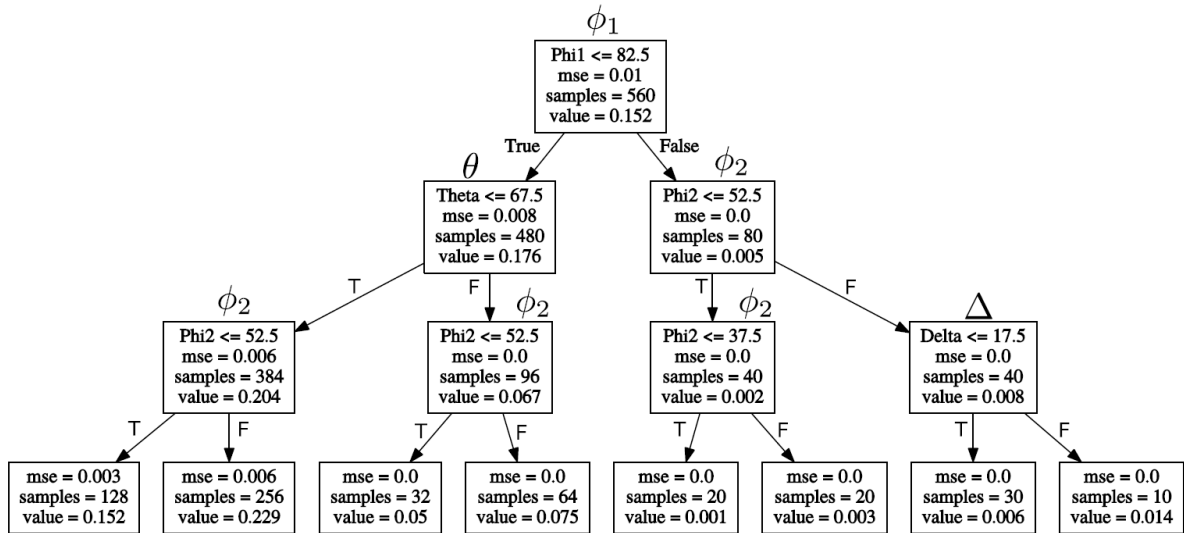 ϕ₁
Phi1 <= 82.5
mse = 0.01
samples = 560
value = 0.152
True
False
θ
Theta <= 67.5
mse = 0.008
samples = 480
value = 0.176
ϕ₂
Phi2 <= 52.5
mse = 0.0
samples = 80
value = 0.005
T
F
T
F
ϕ₂
Phi2 <= 52.5
mse = 0.006
samples = 384
value = 0.204
ϕ₂
Phi2 <= 52.5
mse = 0.0
samples = 96
value = 0.067
ϕ₂
Phi2 <= 37.5
mse = 0.0
samples = 40
value = 0.002
Δ
Delta <= 17.5
mse = 0.0
samples = 40
value = 0.008
T
F
T
F
T
F
T
F
mse = 0.003
samples = 128
value = 0.152
mse = 0.006
samples = 256
value = 0.229
mse = 0.0
samples = 32
value = 0.05
mse = 0.0
samples = 64
value = 0.075
mse = 0.0
samples = 20
value = 0.001
mse = 0.0
samples = 20
value = 0.003
mse = 0.0
samples = 30
value = 0.006
mse = 0.0
samples = 10
value = 0.014